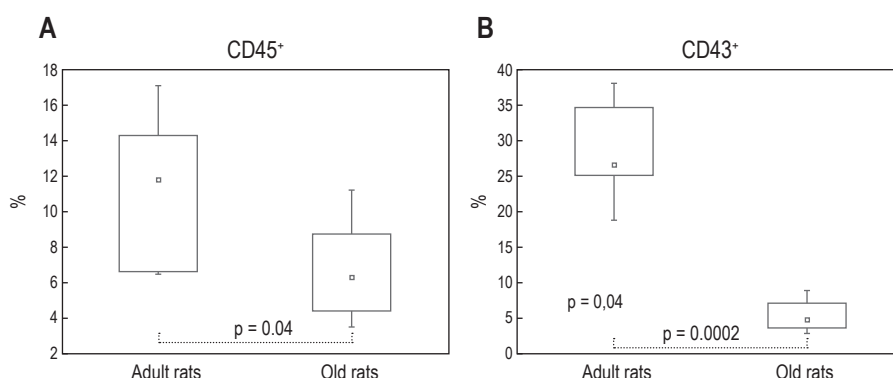 A
CD45⁺
18
16
14
12
10
8
6
4
2
%
p = 0.04
Adult rats
Old rats
B
CD43⁺
40
35
30
25
20
15
10
5
0
%
p = 0,04
p = 0.0002
Adult rats
Old rats